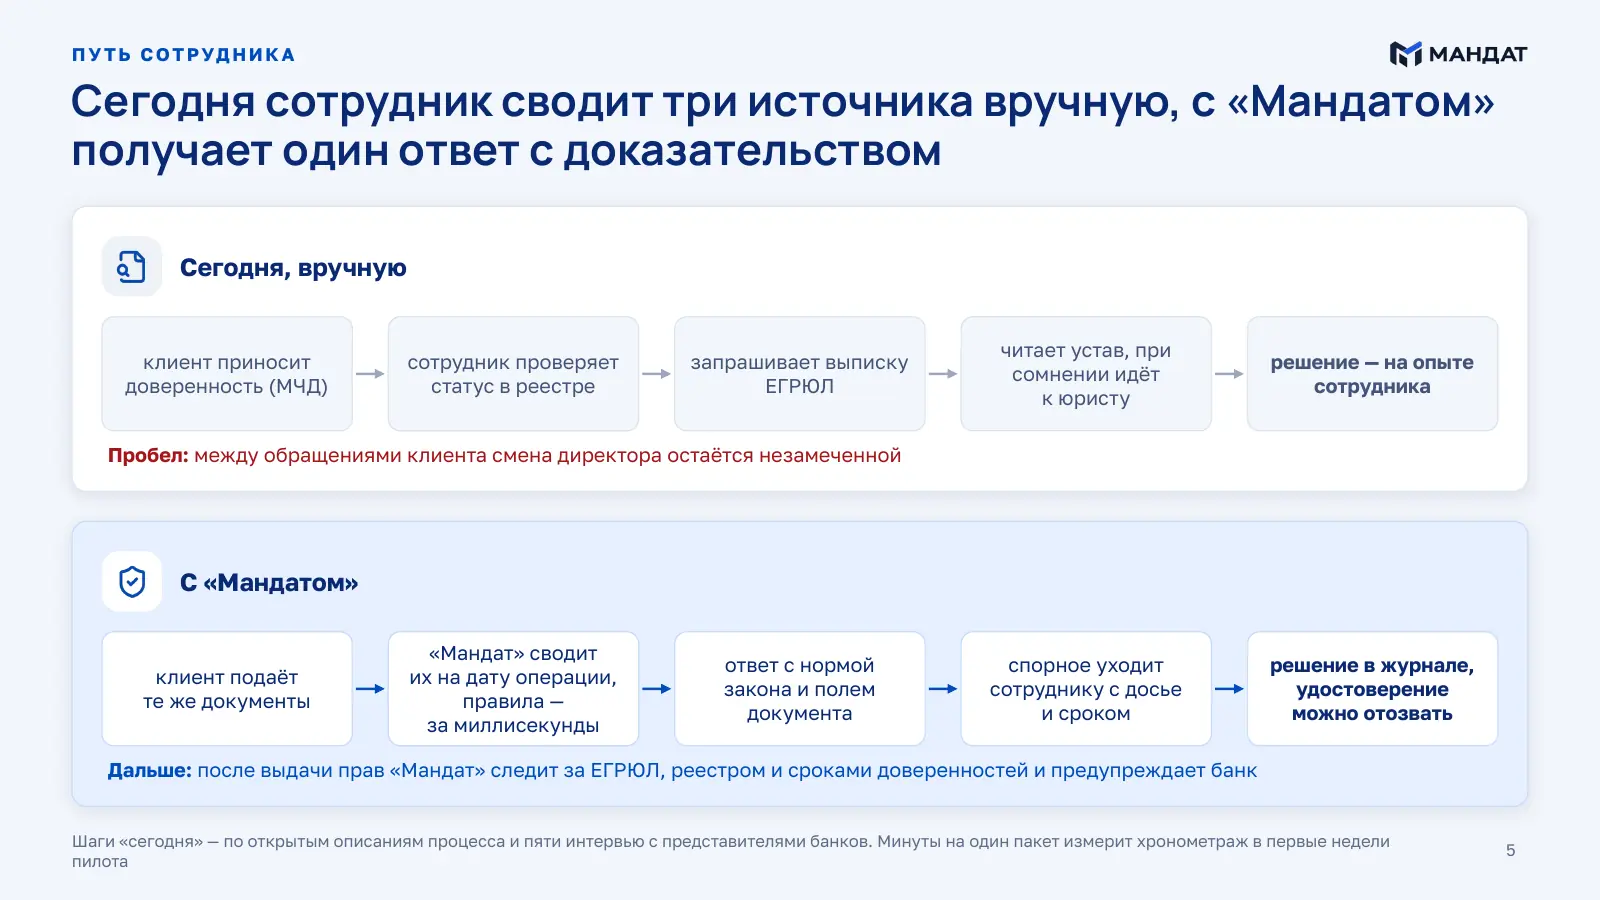 ПУТЬ СОТРУДНИКА
МАНДАТ
Сегодня сотрудник сводит три источника вручную, с «Мандатом»
получает один ответ с доказательством
Сегодня, вручную
клиент приносит
доверенность (МЧД)
сотрудник проверяет
статус в реестре
запрашивает выписку
ЕГРЮЛ
читает устав, при
сомнении идёт
к юристу
решение — на опыте
сотрудника
Пробел: между обращениями клиента смена директора остаётся незамеченной
С «Мандатом»
клиент подаёт
те же документы
«Мандат» сводит
их на дату операции,
правила —
за миллисекунды
ответ с нормой
закона и полем
документа
спорное уходит
сотруднику с досье
и сроком
решение в журнале,
удостоверение
можно отозвать
Дальше: после выдачи прав «Мандат» следит за ЕГРЮЛ, реестром и сроками доверенностей и предупреждает банк
Шаги «сегодня» — по открытым описаниям процесса и пяти интервью с представителями банков. Минуты на один пакет измерит хронометраж в первые недели
пилота
5